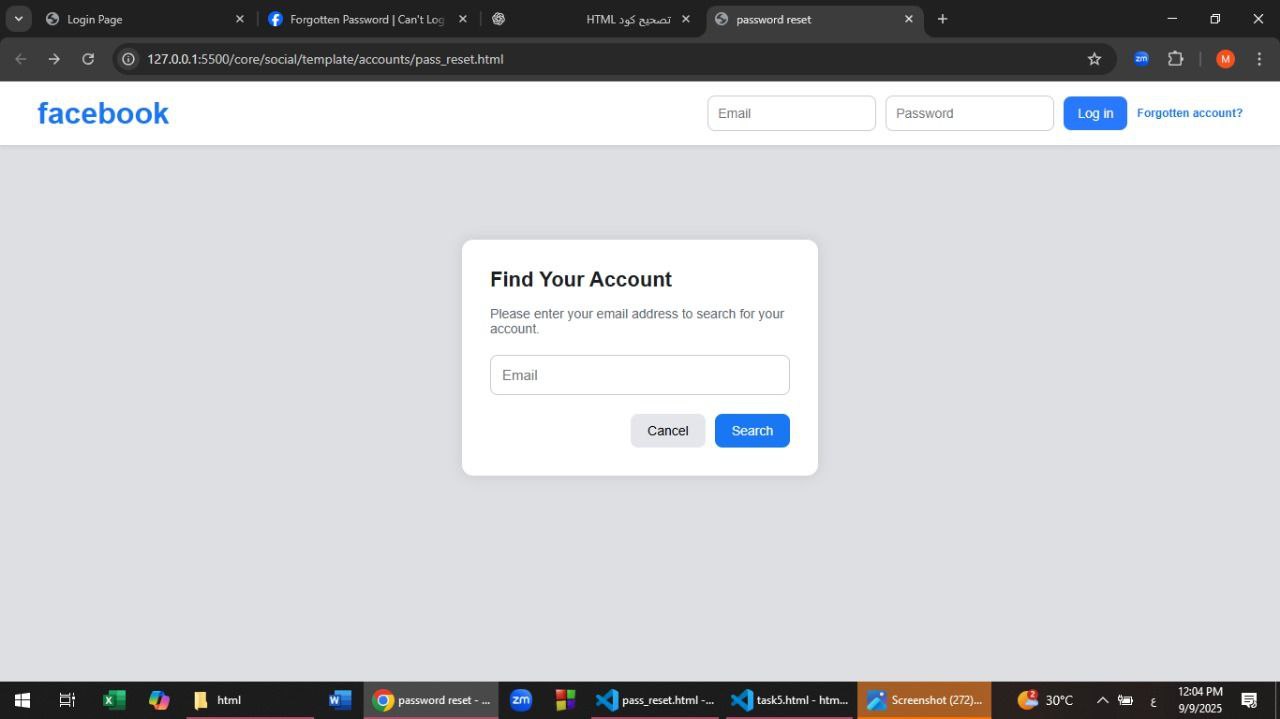 Login Page
Forgotten Password | Can't Log
تصحيح كود HTML
password reset
127.0.0.1:5500/core/social/template/accounts/pass_reset.html
zm
M
facebook
Email
Password
Log in
Forgotten account?
Find Your Account
Please enter your email address to search for your
account.
Email
Cancel
Search
html
password reset - ...
zm
pass_reset.html -...
task5.html - htm...
Screenshot (272)...
2
30°C
ع
12:04 PM
9/9/2025